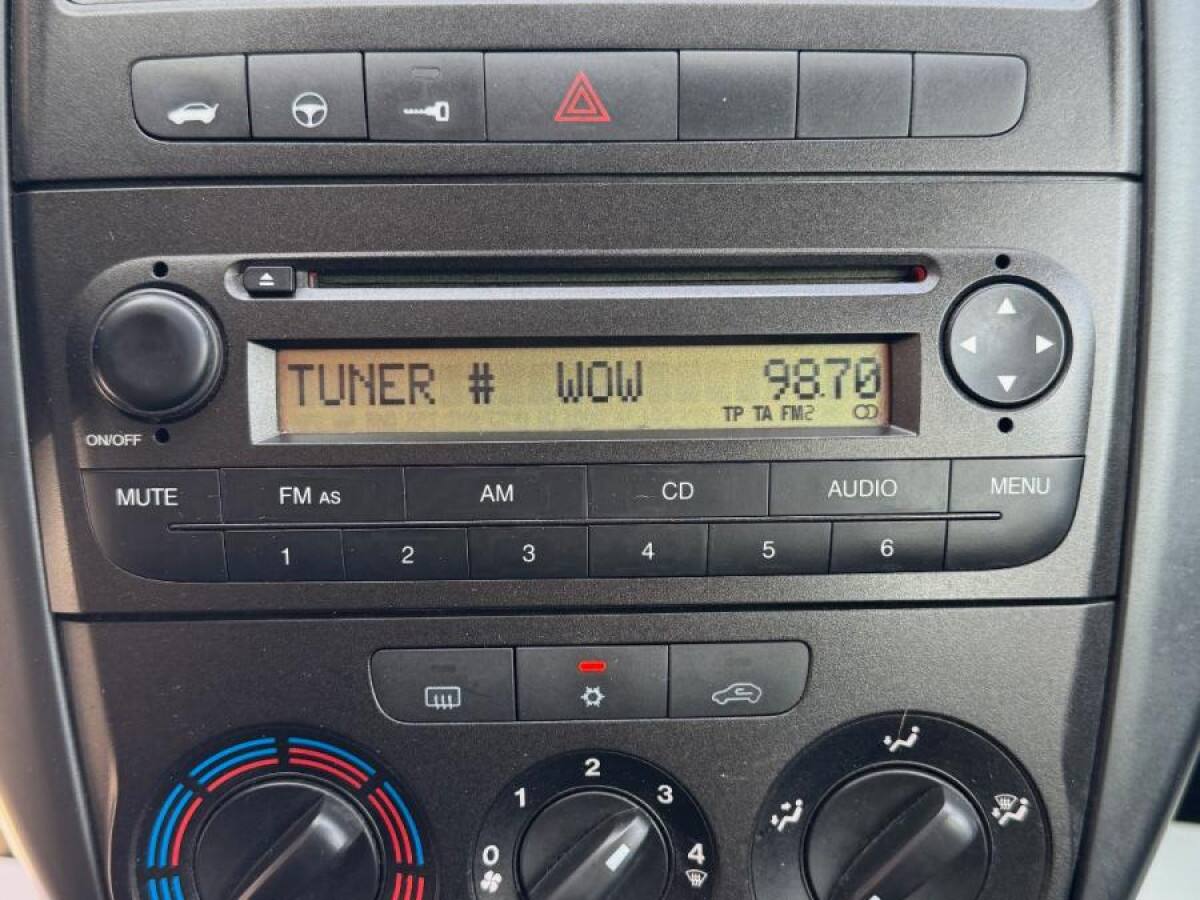 TUNER # WOW 98.70
TP TA FM2
ON/OFF
MUTE FM AS AM CD AUDIO MENU
1 2 3 4 5 6
2
1 3
0 4